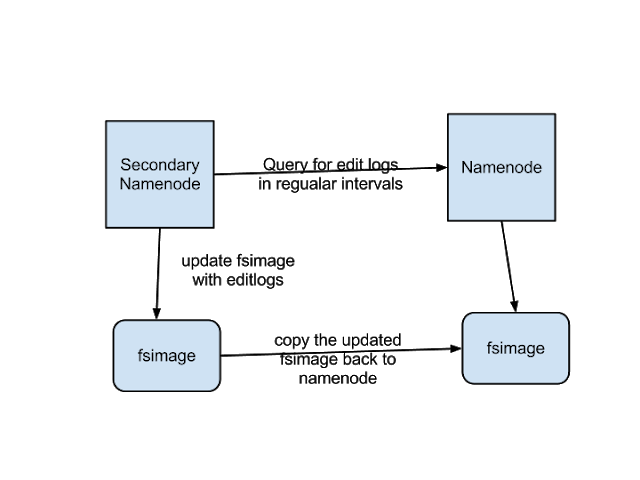 Secondary
Namenode
Query for edit logs
in regualar intervals
Namenode
update fsimage
with editlogs
fsimage
copy the updated
fsimage back to
namenode
fsimage